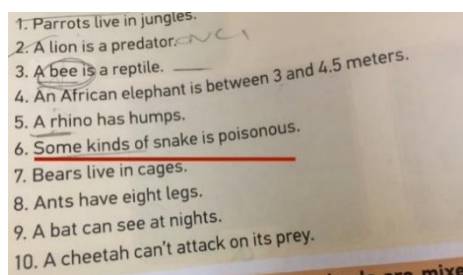 1. Parrots live in jungles.
2. A lion is a predator.
3. A bee is a reptile.
4. An African elephant is between 3 and 4.5 meters.
5. A rhino has humps.
6. Some kinds of snake is poisonous.
7. Bears live in cages.
8. Ants have eight legs.
9. A bat can see at nights.
10. A cheetah can't attack on its prey.